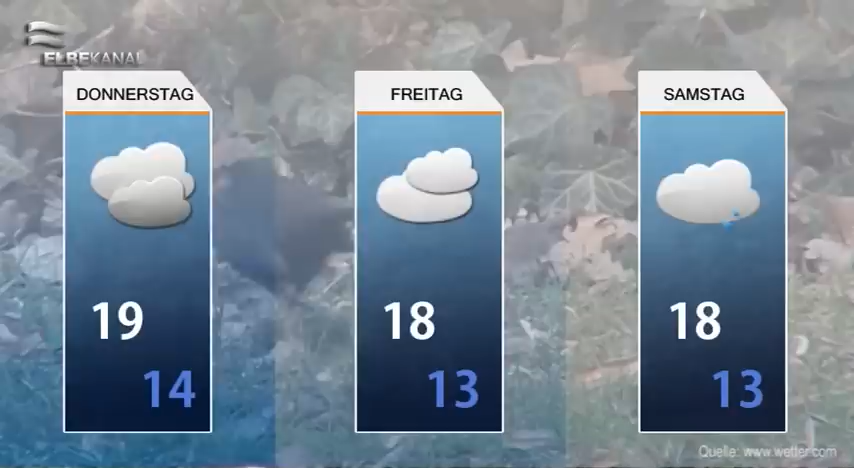 ELBEKANAL
DONNERSTAG
FREITAG
SAMSTAG
19
18
18
14
13
13
Quelle: www.wetter.com